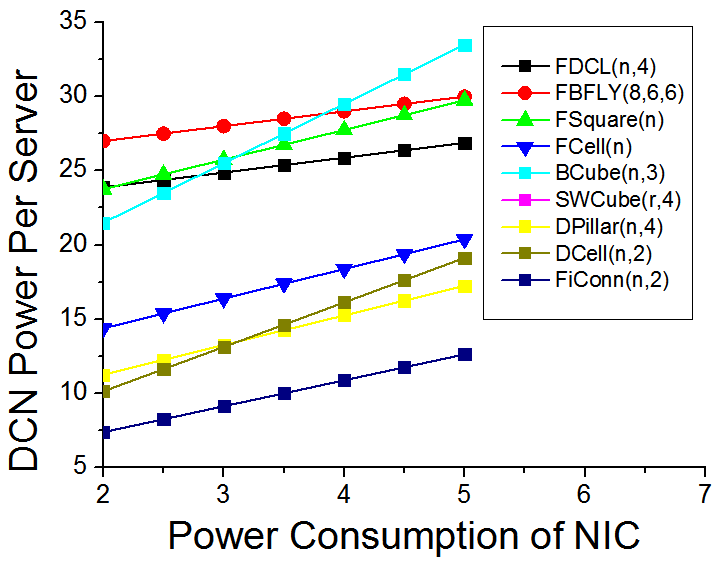 35
30
25
20
15
10
5
2
3
4
5
6
7
DCN Power Per Server
Power Consumption of NIC
FDCL(n,4)
FBFLY(8,6,6)
FSquare(n)
FCell(n)
BCube(n,3)
SWCube(r,4)
DPillar(n,4)
DCell(n,2)
FiConn(n,2)